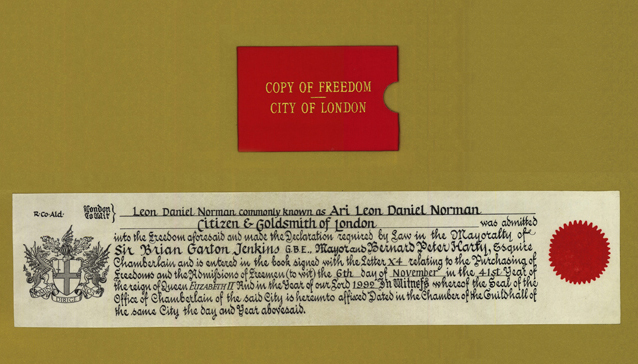 COPY OF FREEDOM
CITY OF LONDON
R·Co·Ald·
London
To Wit
Leon Daniel Norman commonly known as Ari Leon Daniel Norman
Citizen & Goldsmith of London was admitted
into the Freedom aforesaid and made the Declaration required by Law in the Mayoralty of
Sir Brian Garton Jenkins G.B.E., Mayor and Bernard Peter Harty, Esquire
Chamberlain and is entered in the book signed with the Letter X4 relating to the Purchasing of
Freedoms and the Admissions of Freemen (to wit) the 6th day of November in the 41st Year of
the reign of Queen ELIZABETH II And in the Year of our Lord 1992 In Witness whereof the Seal of the
Office of Chamberlain of the said City is hereunto affixed Dated in the Chamber of the Guildhall of
the same City the day and Year abovesaid.
DIRIGE